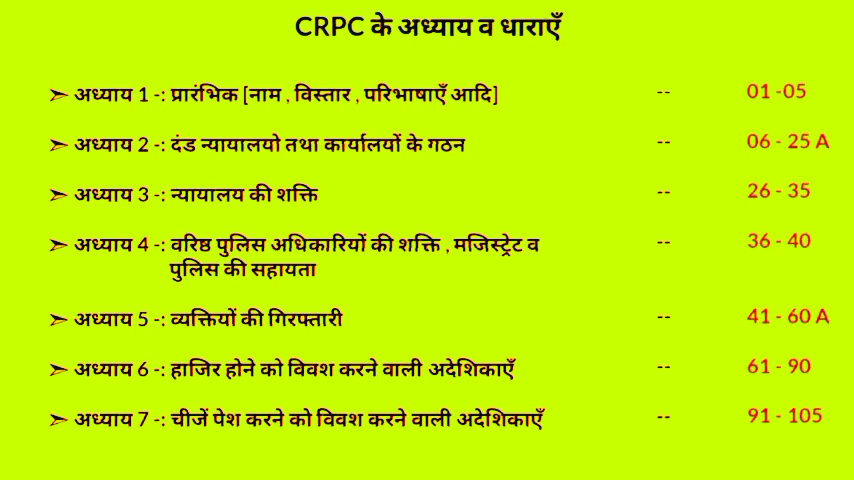 CRPC के अध्याय व धाराएँ
➣ अध्याय 1 -: प्रारंभिक [नाम , विस्तार , परिभाषाएँ आदि] -- 01 -05
➣ अध्याय 2 -: दंड न्यायालयो तथा कार्यालयों के गठन -- 06 - 25 A
➣ अध्याय 3 -: न्यायालय की शक्ति -- 26 - 35
➣ अध्याय 4 -: वरिष्ठ पुलिस अधिकारियों की शक्ति , मजिस्ट्रेट व -- 36 - 40
पुलिस की सहायता
➣ अध्याय 5 -: व्यक्तियों की गिरफ्तारी -- 41 - 60 A
➣ अध्याय 6 -: हाजिर होने को विवश करने वाली अदेशिकाएँ -- 61 - 90
➣ अध्याय 7 -: चीजें पेश करने को विवश करने वाली अदेशिकाएँ -- 91 - 105